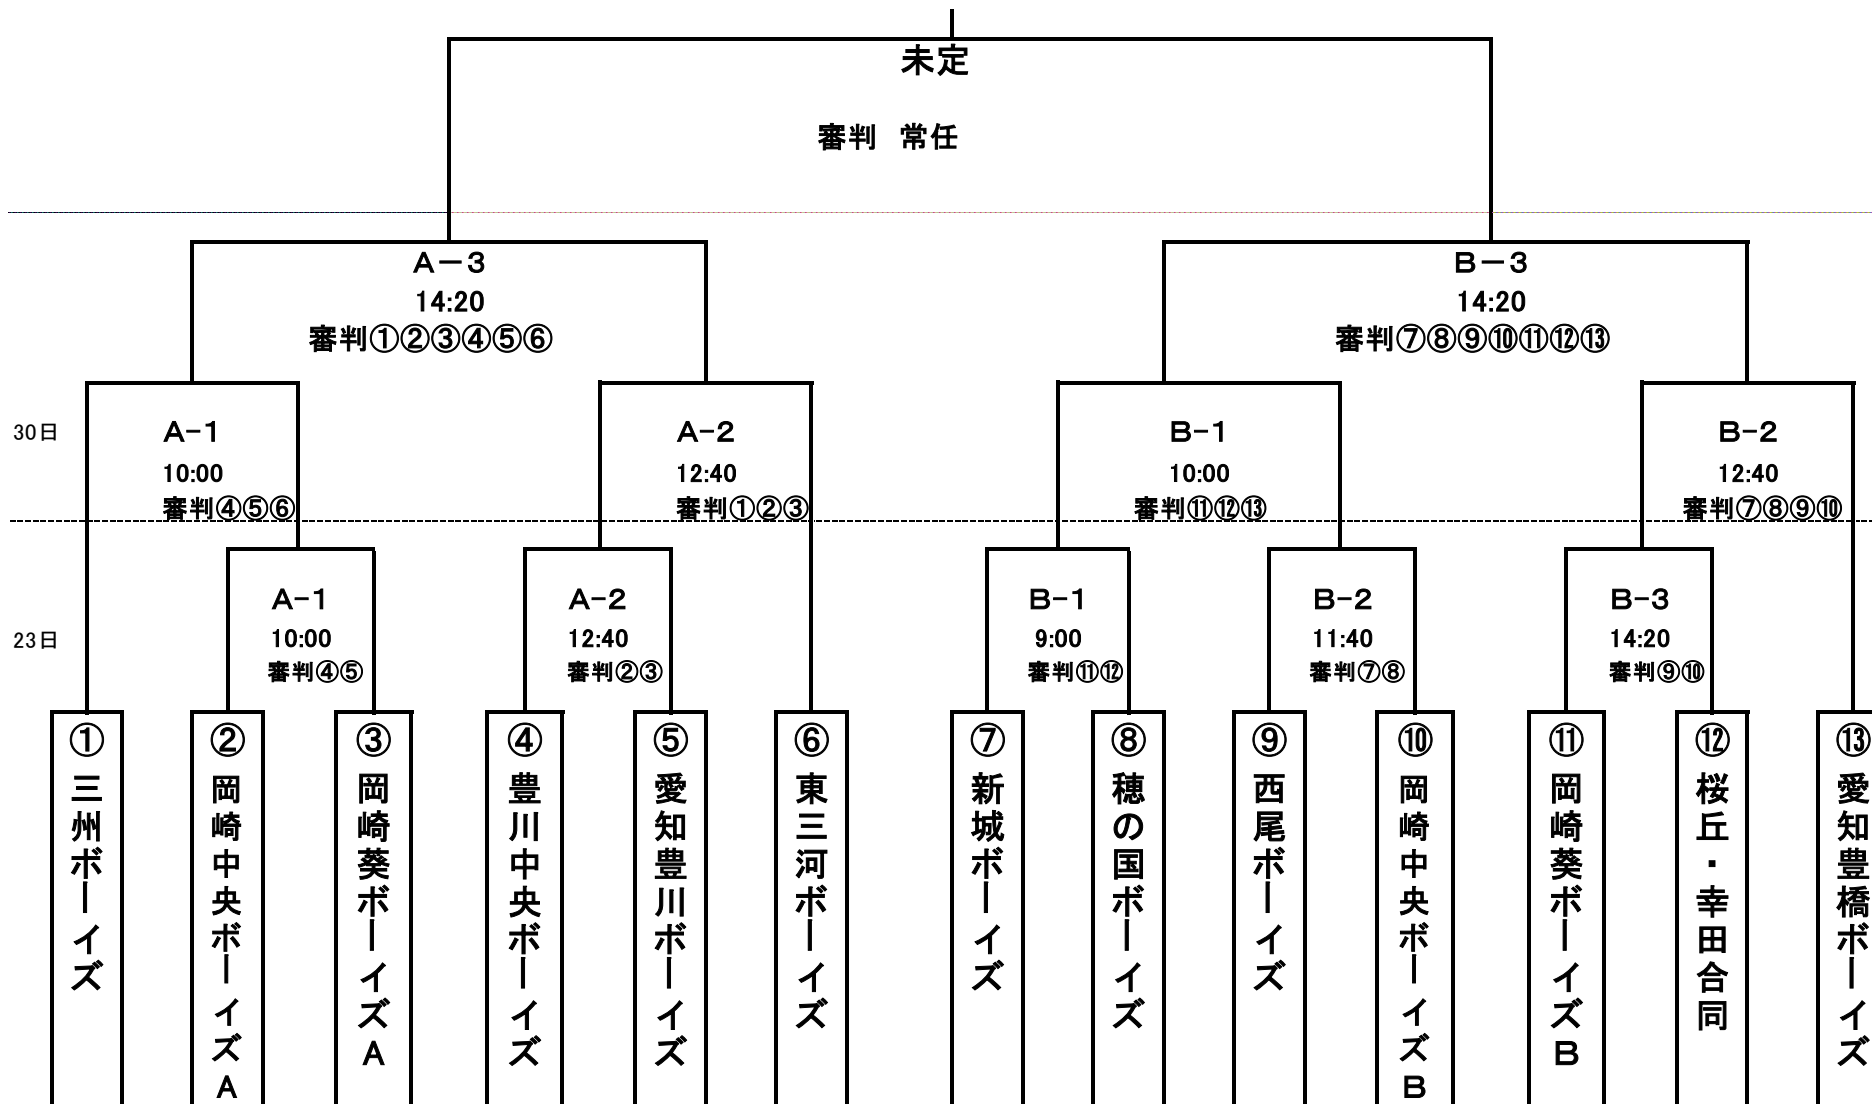 未定
審判　常任
A－3
14:20
審判①②③④⑤⑥
B－3
14:20
審判⑦⑧⑨⑩⑪⑫⑬
30日
A-1
10:00
審判④⑤⑥
A-2
12:40
審判①②③
B-1
10:00
審判⑪⑫⑬
B-2
12:40
審判⑦⑧⑨⑩
23日
A-1
10:00
審判④⑤
A-2
12:40
審判②③
B-1
9:00
審判⑪⑫
B-2
11:40
審判⑦⑧
B-3
14:20
審判⑨⑩
①三州ボーイズ
②岡崎中央ボーイズA
③岡崎葵ボーイズA
④豊川中央ボーイズ
⑤愛知豊川ボーイズ
⑥東三河ボーイズ
⑦新城ボーイズ
⑧穂の国ボーイズ
⑨西尾ボーイズ
⑩岡崎中央ボーイズB
⑪岡崎葵ボーイズB
⑫桜丘・幸田合同
⑬愛知豊橋ボーイズ